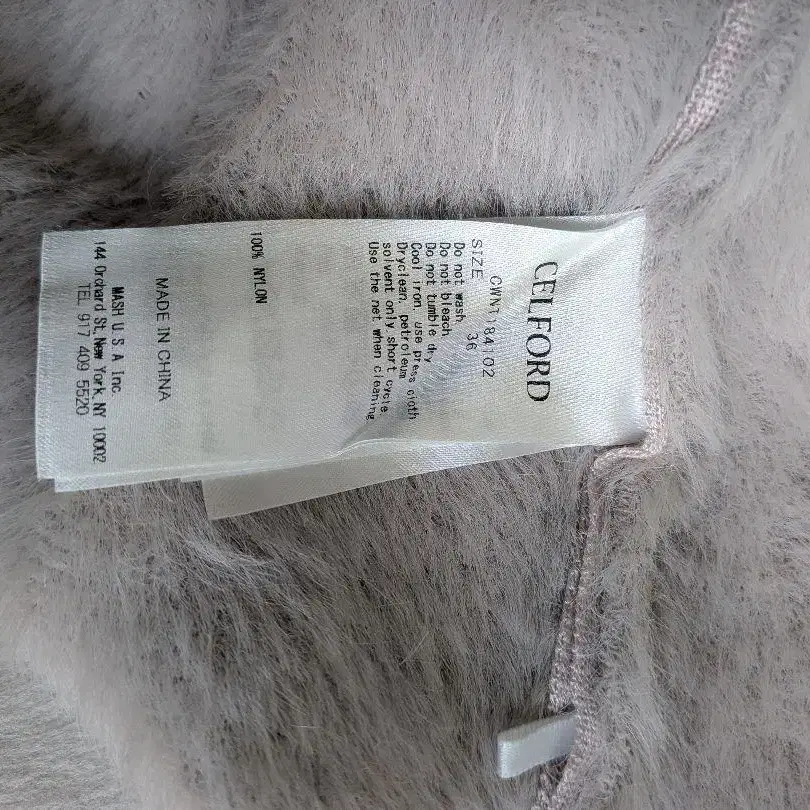 CELFORD
CWNT184102
SIZE 36
Do not wash
Do not bleach
Do not tumble dry
Cool iron, use press cloth
Dryclean, petroleum
solvent only short cycle
Use the net when cleaning
100% NYLON
MADE IN CHINA
MASH U S A Inc.
144 Orchard St, New York, NY 10002
TEL 917 409 5520